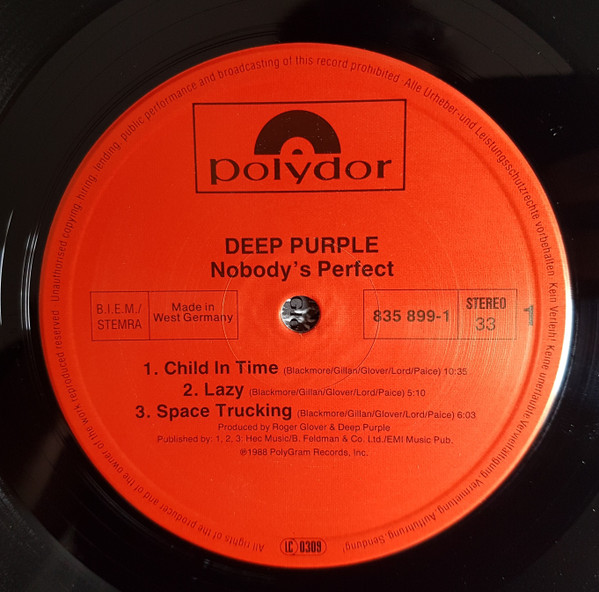 polydor
DEEP PURPLE
Nobody's Perfect
B.I.E.M./
STEMRA
Made in
West Germany
835 899-1
STEREO
33
1
1. Child In Time (Blackmore/Gillan/Glover/Lord/Paice) 10:35
2. Lazy (Blackmore/Gillan/Glover/Lord/Paice) 5:10
3. Space Trucking (Blackmore/Gillan/Glover/Lord/Paice) 6:03
Produced by Roger Glover & Deep Purple
Published by: 1, 2, 3: Hec Music/B. Feldman & Co. Ltd./EMI Music Pub.
℗1988 PolyGram Records, Inc.
All rights of the producer and of the owner of the work reproduced reserved · Unauthorised copying, hiring, lending, public performance and broadcasting of this record prohibited · Alle Urheber- und Leistungsschutzrechte vorbehalten · Kein Verleih! Keine unerlaubte Vervielfältigung, Vermietung, Aufführung, Sendung!
LC 0309